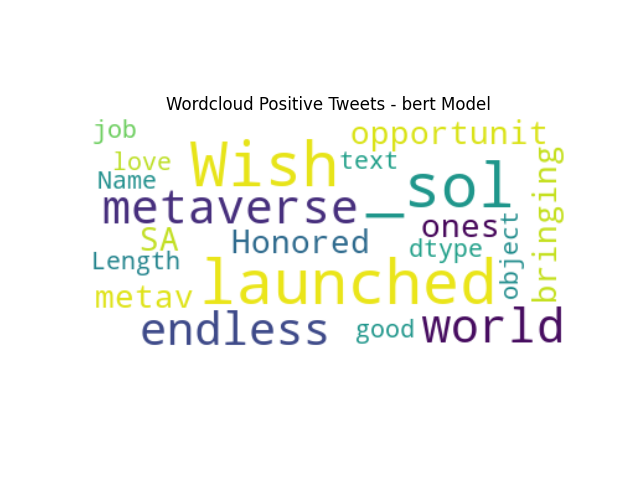 Wordcloud Positive Tweets - bert Model
job
opportunit
love
Wish
text
Name
_sol
bringing
metaverse
ones
SA
Honored
dtype
object
Length
metav
launched
endless
good
world